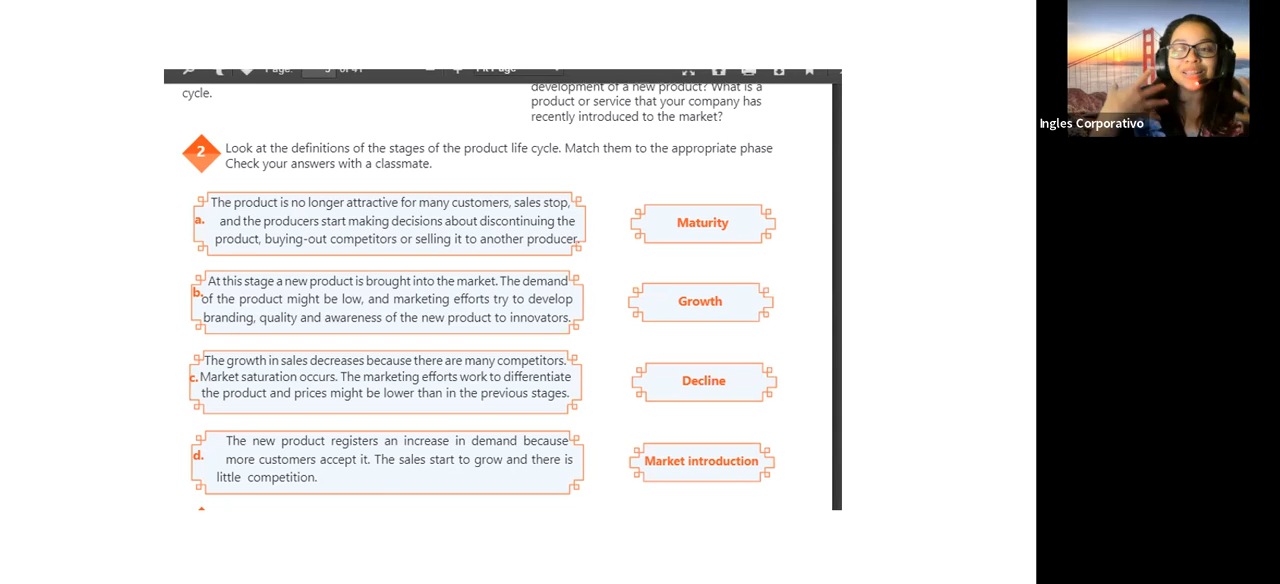 cycle.
development of a new product? What is a
product or service that your company has
recently introduced to the market?
2
Look at the definitions of the stages of the product life cycle. Match them to the appropriate phase
Check your answers with a classmate.
a.
The product is no longer attractive for many customers, sales stop,
and the producers start making decisions about discontinuing the
product, buying-out competitors or selling it to another producer.
Maturity
b.
At this stage a new product is brought into the market. The demand
of the product might be low, and marketing efforts try to develop
branding, quality and awareness of the new product to innovators.
Growth
c.
The growth in sales decreases because there are many competitors.
Market saturation occurs. The marketing efforts work to differentiate
the product and prices might be lower than in the previous stages.
Decline
d.
The new product registers an increase in demand because
more customers accept it. The sales start to grow and there is
little competition.
Market introduction
Ingles Corporativo